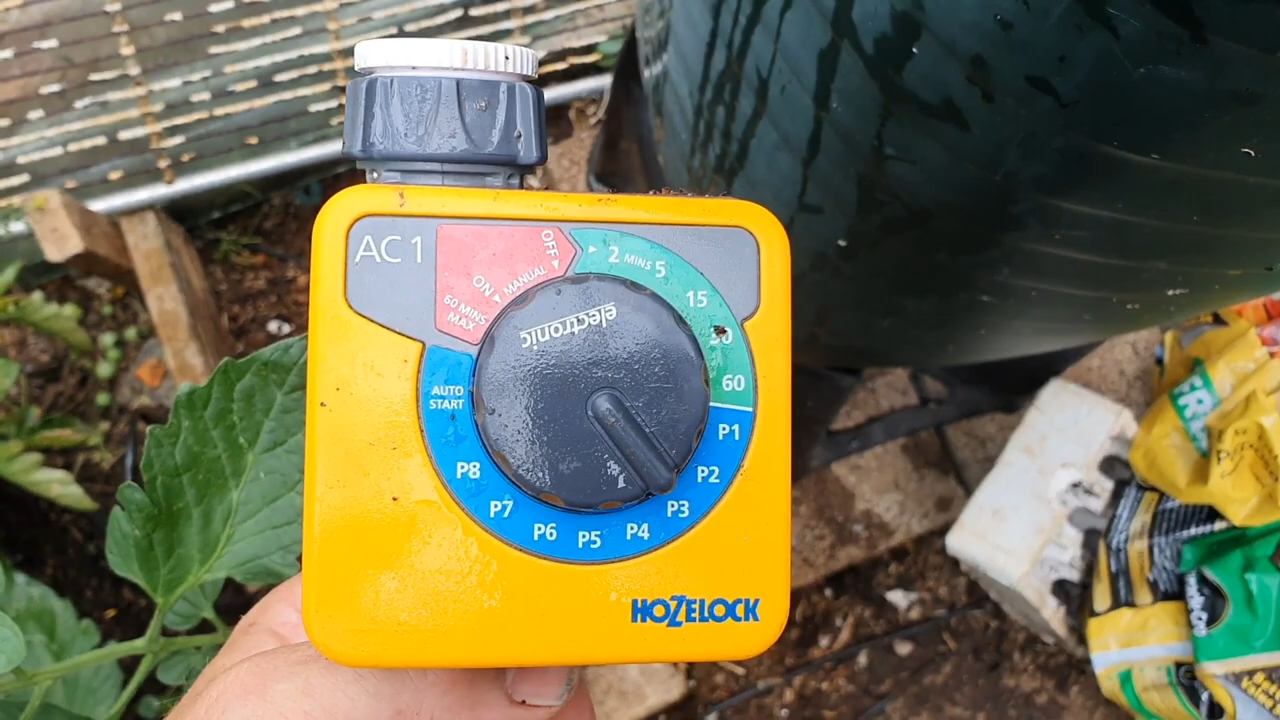 AC 1
OFF
MANUAL
ON
60 MINS
MAX
2 MINS 5
15
30
60
electronic
AUTO
START
P1
P2
P3
P4
P5
P6
P7
P8
HOZELOCK